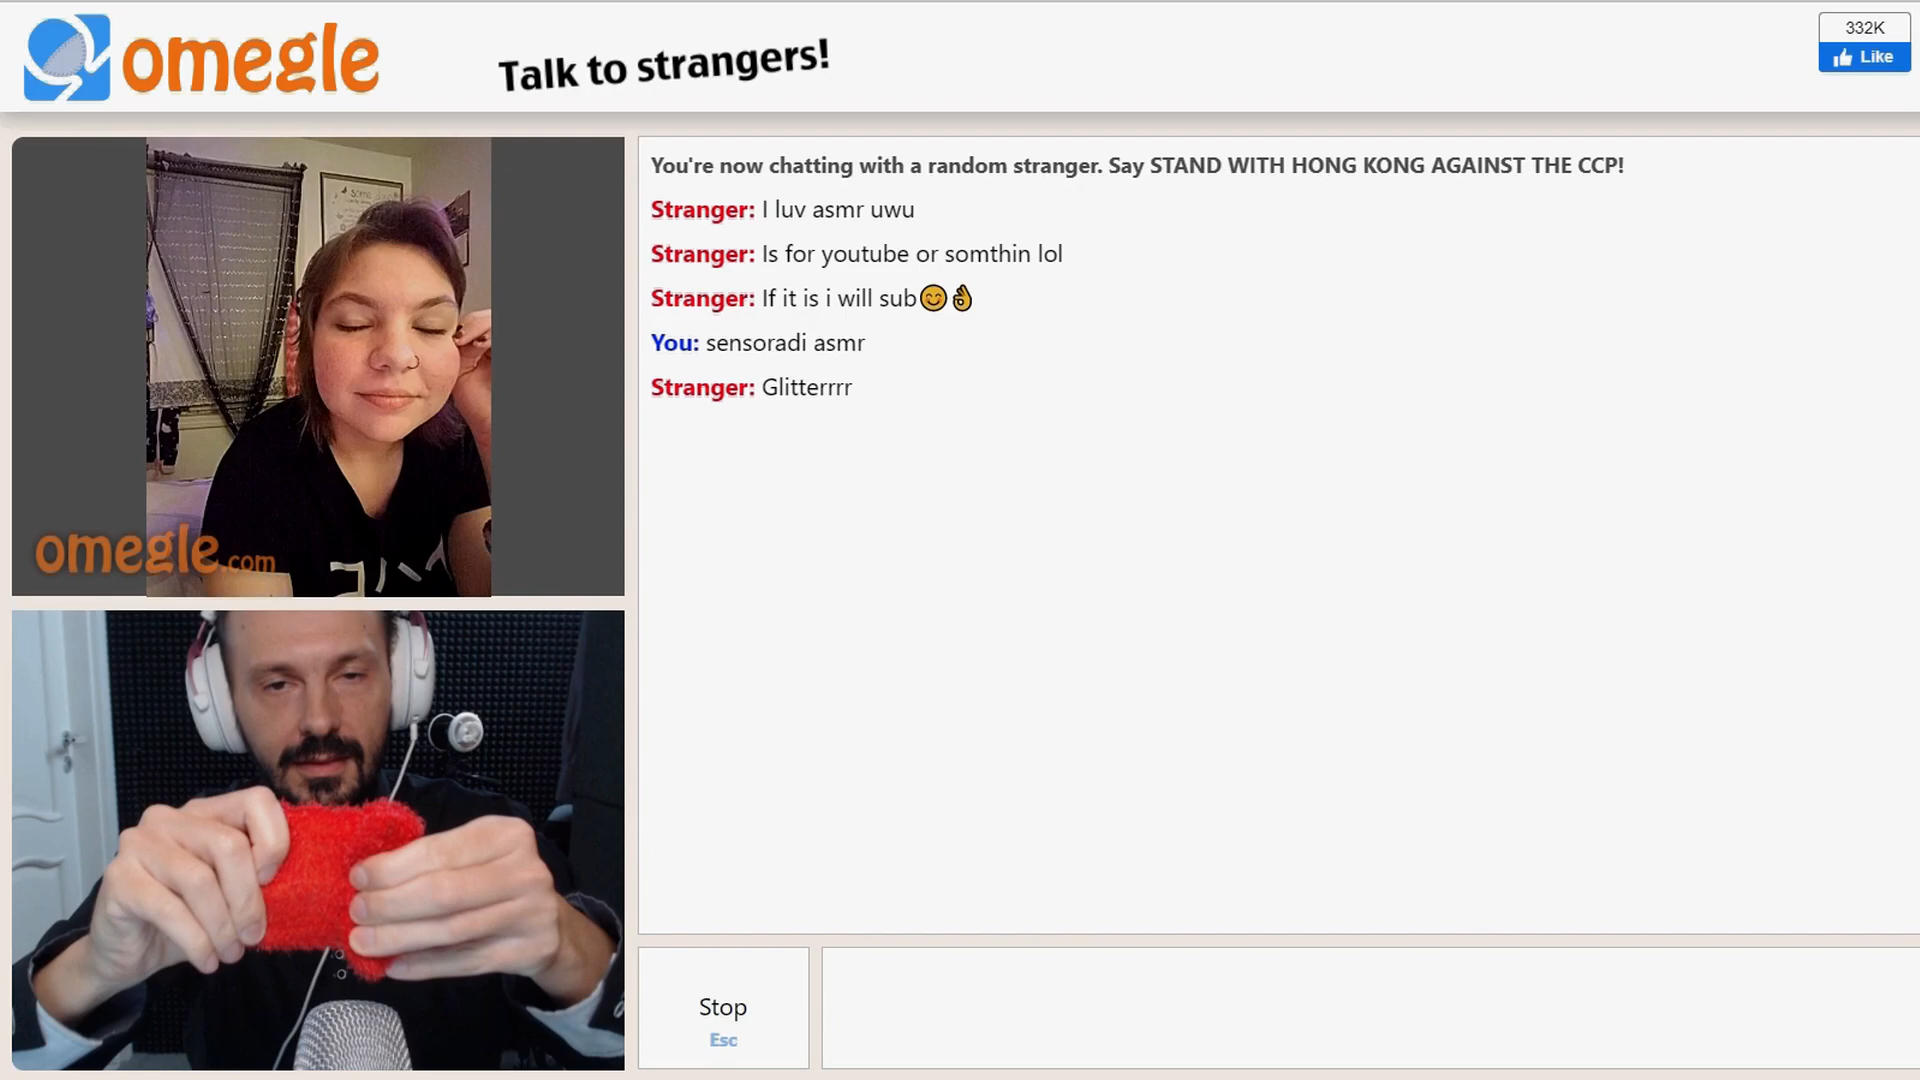 omegle
Talk to strangers!
332K
Like
You're now chatting with a random stranger. Say STAND WITH HONG KONG AGAINST THE CCP!
Stranger: I luv asmr uwu
Stranger: Is for youtube or somthin lol
Stranger: If it is i will sub😊👌
You: sensoradi asmr
Stranger: Glitterrrr
some
omegle.com
Stop
Esc